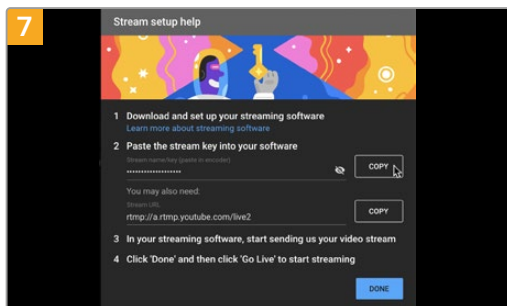 7
Stream setup help
1 Download and set up your streaming software
Learn more about streaming software
2 Paste the stream key into your software
Stream name/key (paste in encoder)
••••••••••••••••••••
COPY
You may also need:
Stream URL
rtmp://a.rtmp.youtube.com/live2
COPY
3 In your streaming software, start sending us your video stream
4 Click 'Done' and then click 'Go Live' to start streaming
DONE